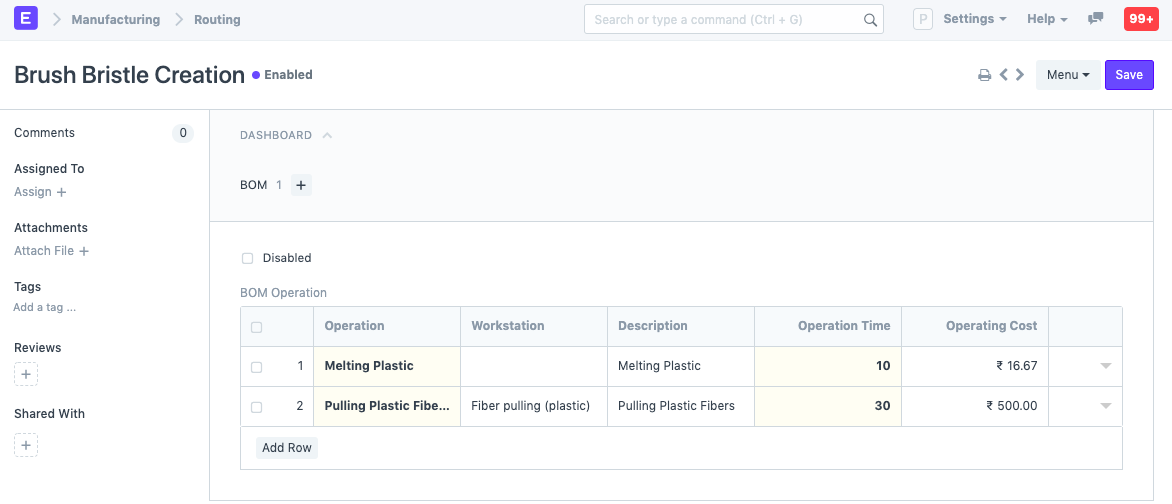 E Manufacturing Routing Search or type a command (Ctrl + G) P Settings Help 99+
Brush Bristle Creation Enabled Menu Save
Comments 0
Assigned To
Assign +
Attachments
Attach File +
Tags
Add a tag ...
Reviews
+
Shared With
+
DASHBOARD
BOM 1 +
Disabled
BOM Operation
Operation Workstation Description Operation Time Operating Cost
1 Melting Plastic Melting Plastic 10 ₹ 16.67
2 Pulling Plastic Fibe... Fiber pulling (plastic) Pulling Plastic Fibers 30 ₹ 500.00
Add Row